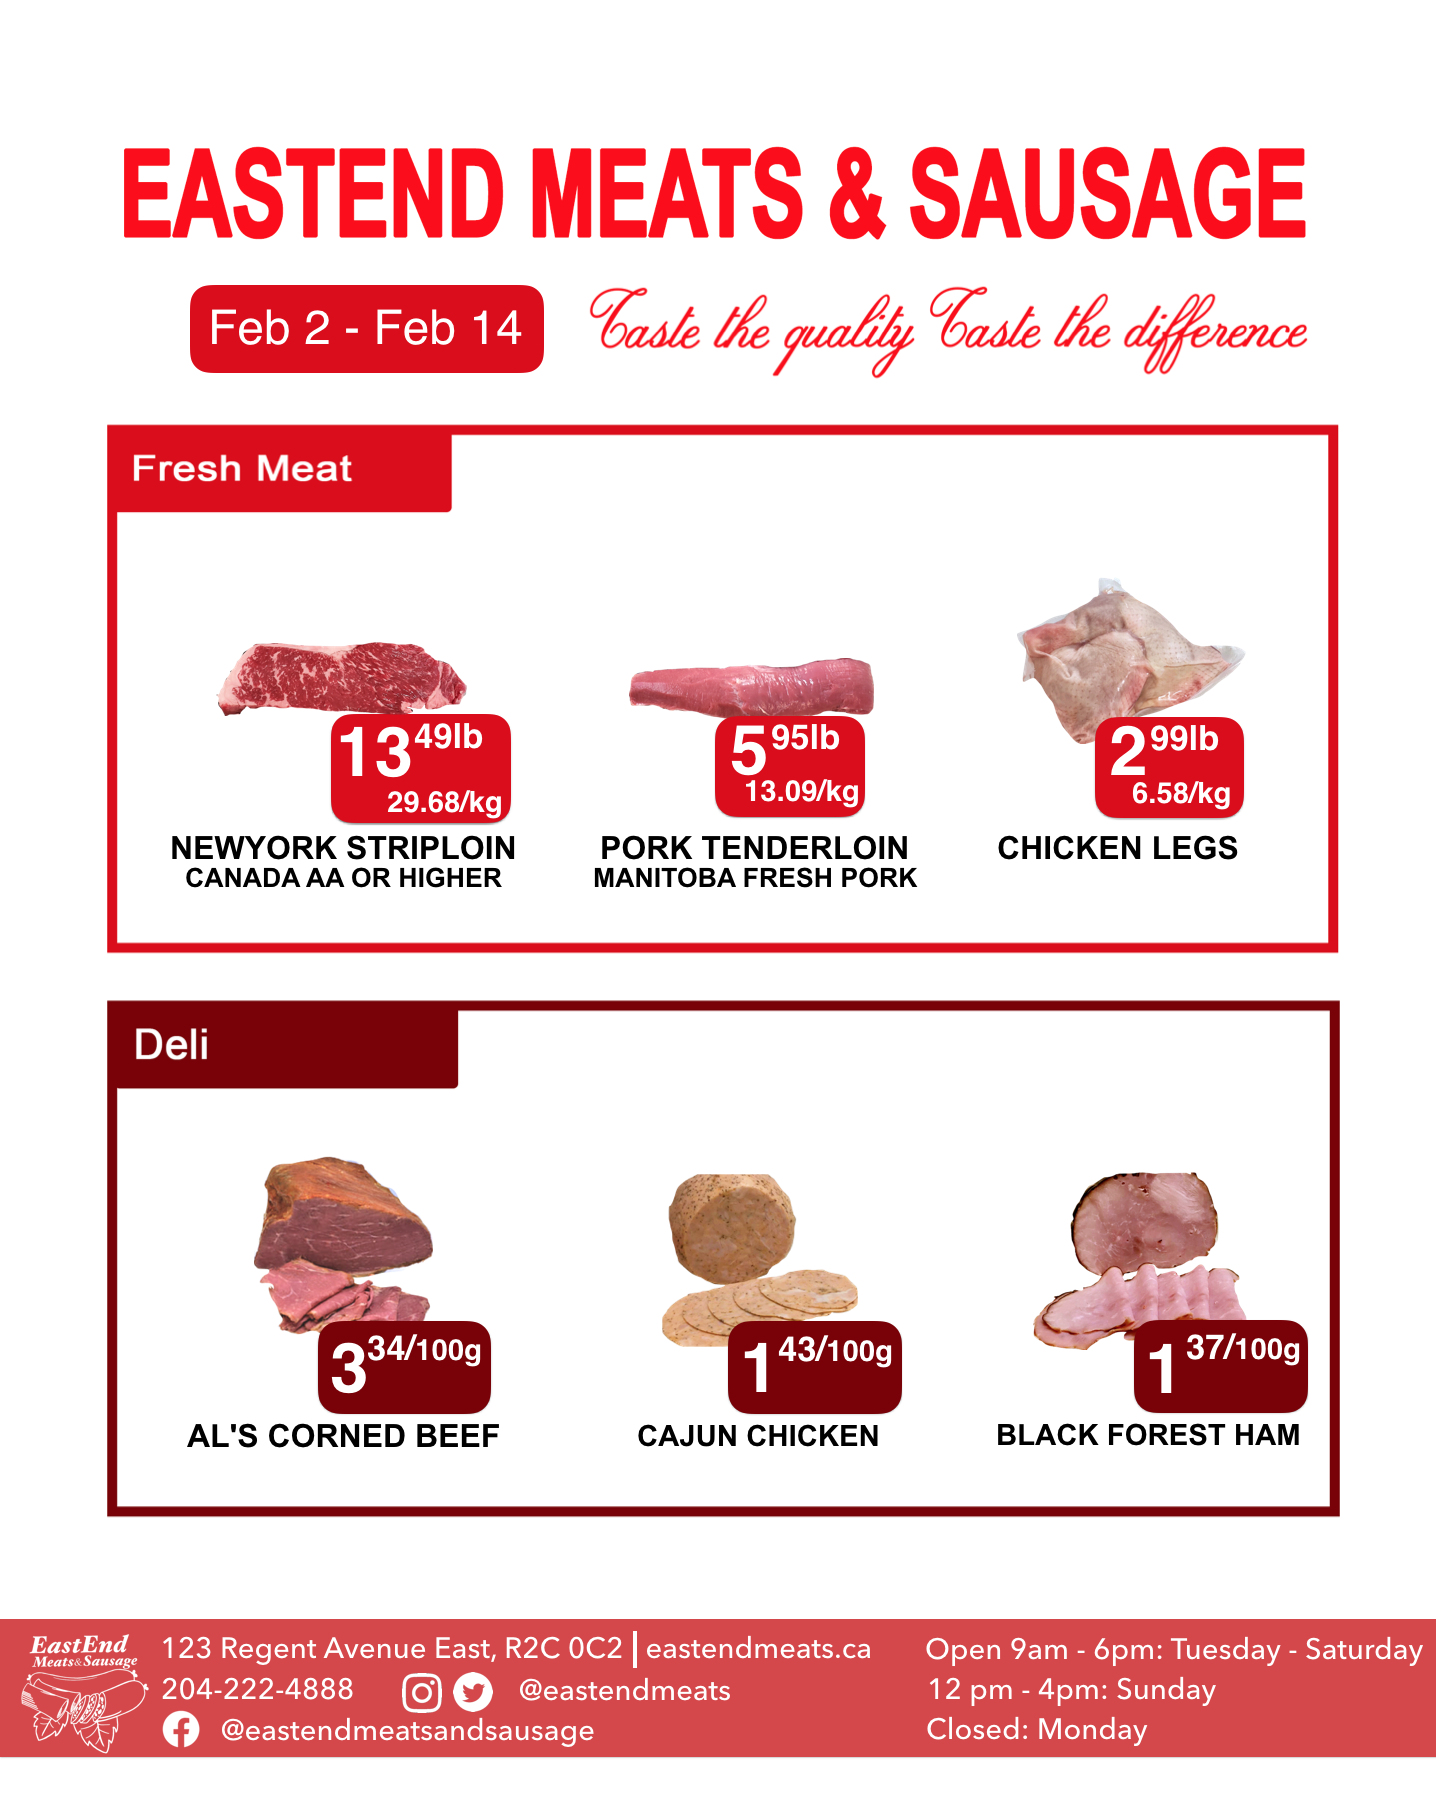 EASTEND MEATS & SAUSAGE
Feb 2 - Feb 14
Taste the quality Taste the difference
Fresh Meat
13 49lb
29.68/kg
NEWYORK STRIPLOIN
CANADA AA OR HIGHER
5 95lb
13.09/kg
PORK TENDERLOIN
MANITOBA FRESH PORK
2 99lb
6.58/kg
CHICKEN LEGS
Deli
3 34/100g
AL'S CORNED BEEF
1 43/100g
CAJUN CHICKEN
1 37/100g
BLACK FOREST HAM
EastEnd
Meats&Sausage
123 Regent Avenue East, R2C 0C2 | eastendmeats.ca
204-222-4888
@eastendmeats
@eastendmeatsandsausage
Open 9am - 6pm: Tuesday - Saturday
12 pm - 4pm: Sunday
Closed: Monday